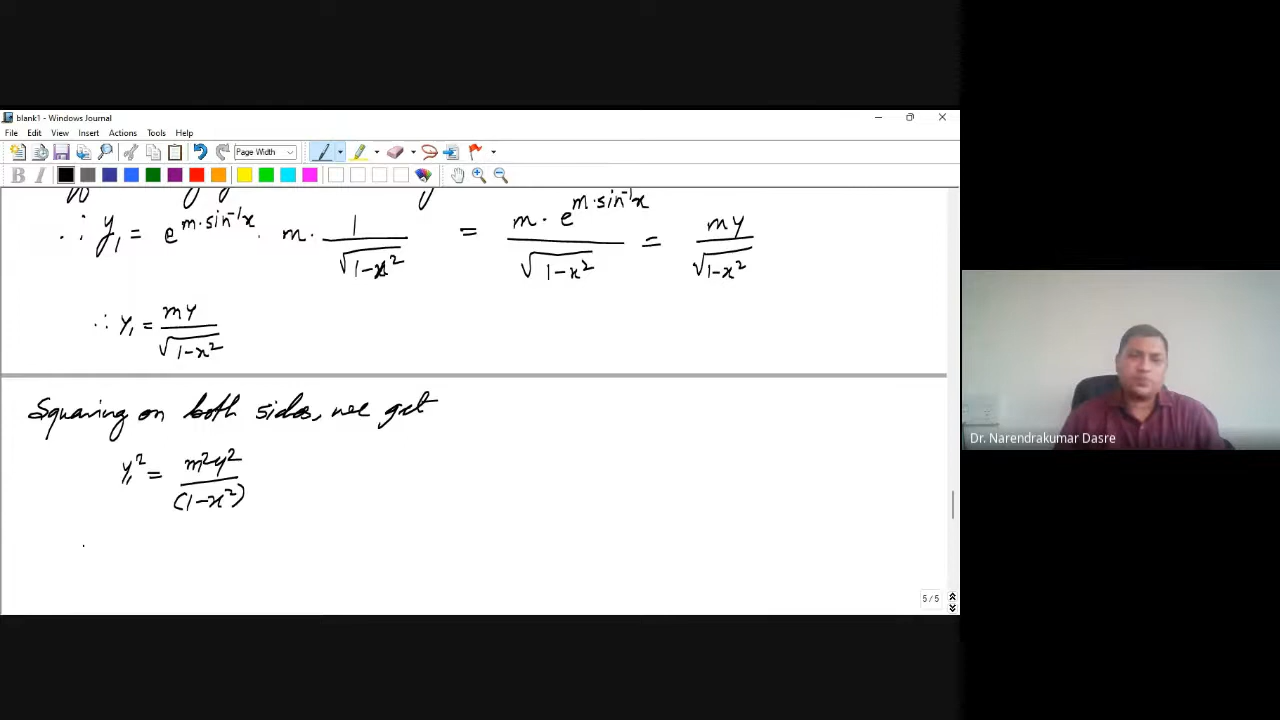 blank1 - Windows Journal
File Edit View Insert Actions Tools Help
Page Width
B I
∴ y₁ = e^{m·sin⁻¹x} · m · 1/√(1-x²) = m · e^{m·sin⁻¹x}/√(1-x²) = my/√(1-x²)
∴ y₁ = my/√(1-x²)
Squaring on both sides, we get
y₁² = m²y²/(1-x²)
5 / 5
Dr. Narendrakumar Dasre